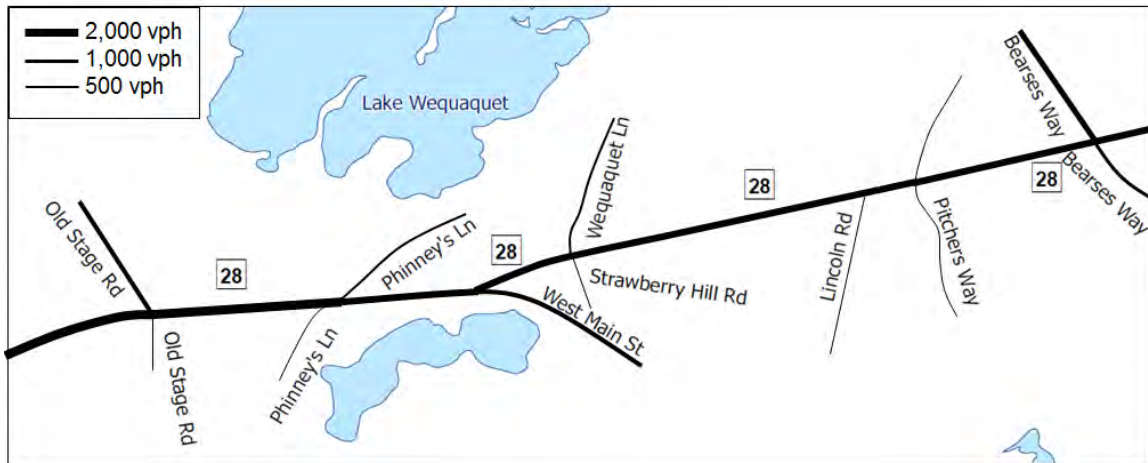 2,000 vph
1,000 vph
500 vph
Lake Wequaquet
Bearses Way
Bearses Way
28
28
28
28
Wequaquet Ln
Old Stage Rd
Phinney's Ln
Strawberry Hill Rd
Lincoln Rd
Pitchers Way
West Main St
Old Stage Rd
Phinney's Ln